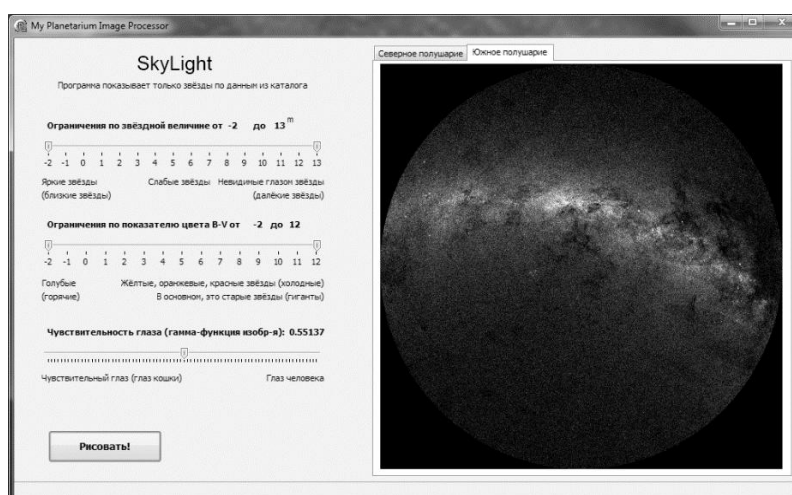 My Planetarium Image Processor
SkyLight
Программа показывает только звёзды по данным из каталога
Ограничения по звёздной величине от -2 до 13 m
-2 -1 0 1 2 3 4 5 6 7 8 9 10 11 12 13
Яркие звёзды Слабые звёзды Невидимые глазом звёзды
(близкие звёзды) (далёкие звёзды)
Ограничения по показателю цвета B-V от -2 до 12
-2 -1 0 1 2 3 4 5 6 7 8 9 10 11 12
Голубые Жёлтые, оранжевые, красные звёзды (холодные)
(горячие) В основном, это старые звёзды (гиганты)
Чувствительность глаза (гамма-функция изобр-я): 0.55137
Чувствительный глаз (глаз кошки) Глаз человека
Рисовать!
Северное полушарие Южное полушарие